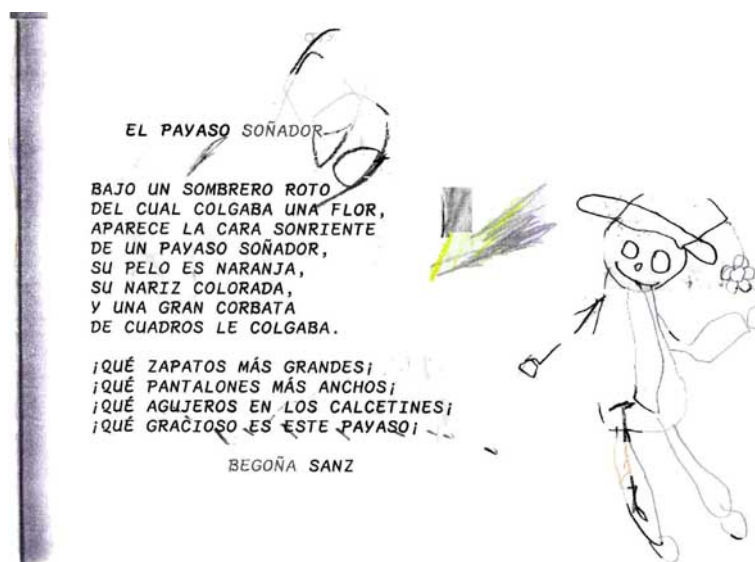 EL PAYASO SOÑADOR
BAJO UN SOMBRERO ROTO
DEL CUAL COLGABA UNA FLOR,
APARECE LA CARA SONRIENTE
DE UN PAYASO SOÑADOR,
SU PELO ES NARANJA,
SU NARIZ COLORADA,
Y UNA GRAN CORBATA
DE CUADROS LE COLGABA.
¡QUÉ ZAPATOS MÁS GRANDES¡
¡QUÉ PANTALONES MÁS ANCHOS¡
¡QUÉ AGUJEROS EN LOS CALCETINES¡
¡QUÉ GRACIOSO ES ESTE PAYASO¡
BEGOÑA SANZ